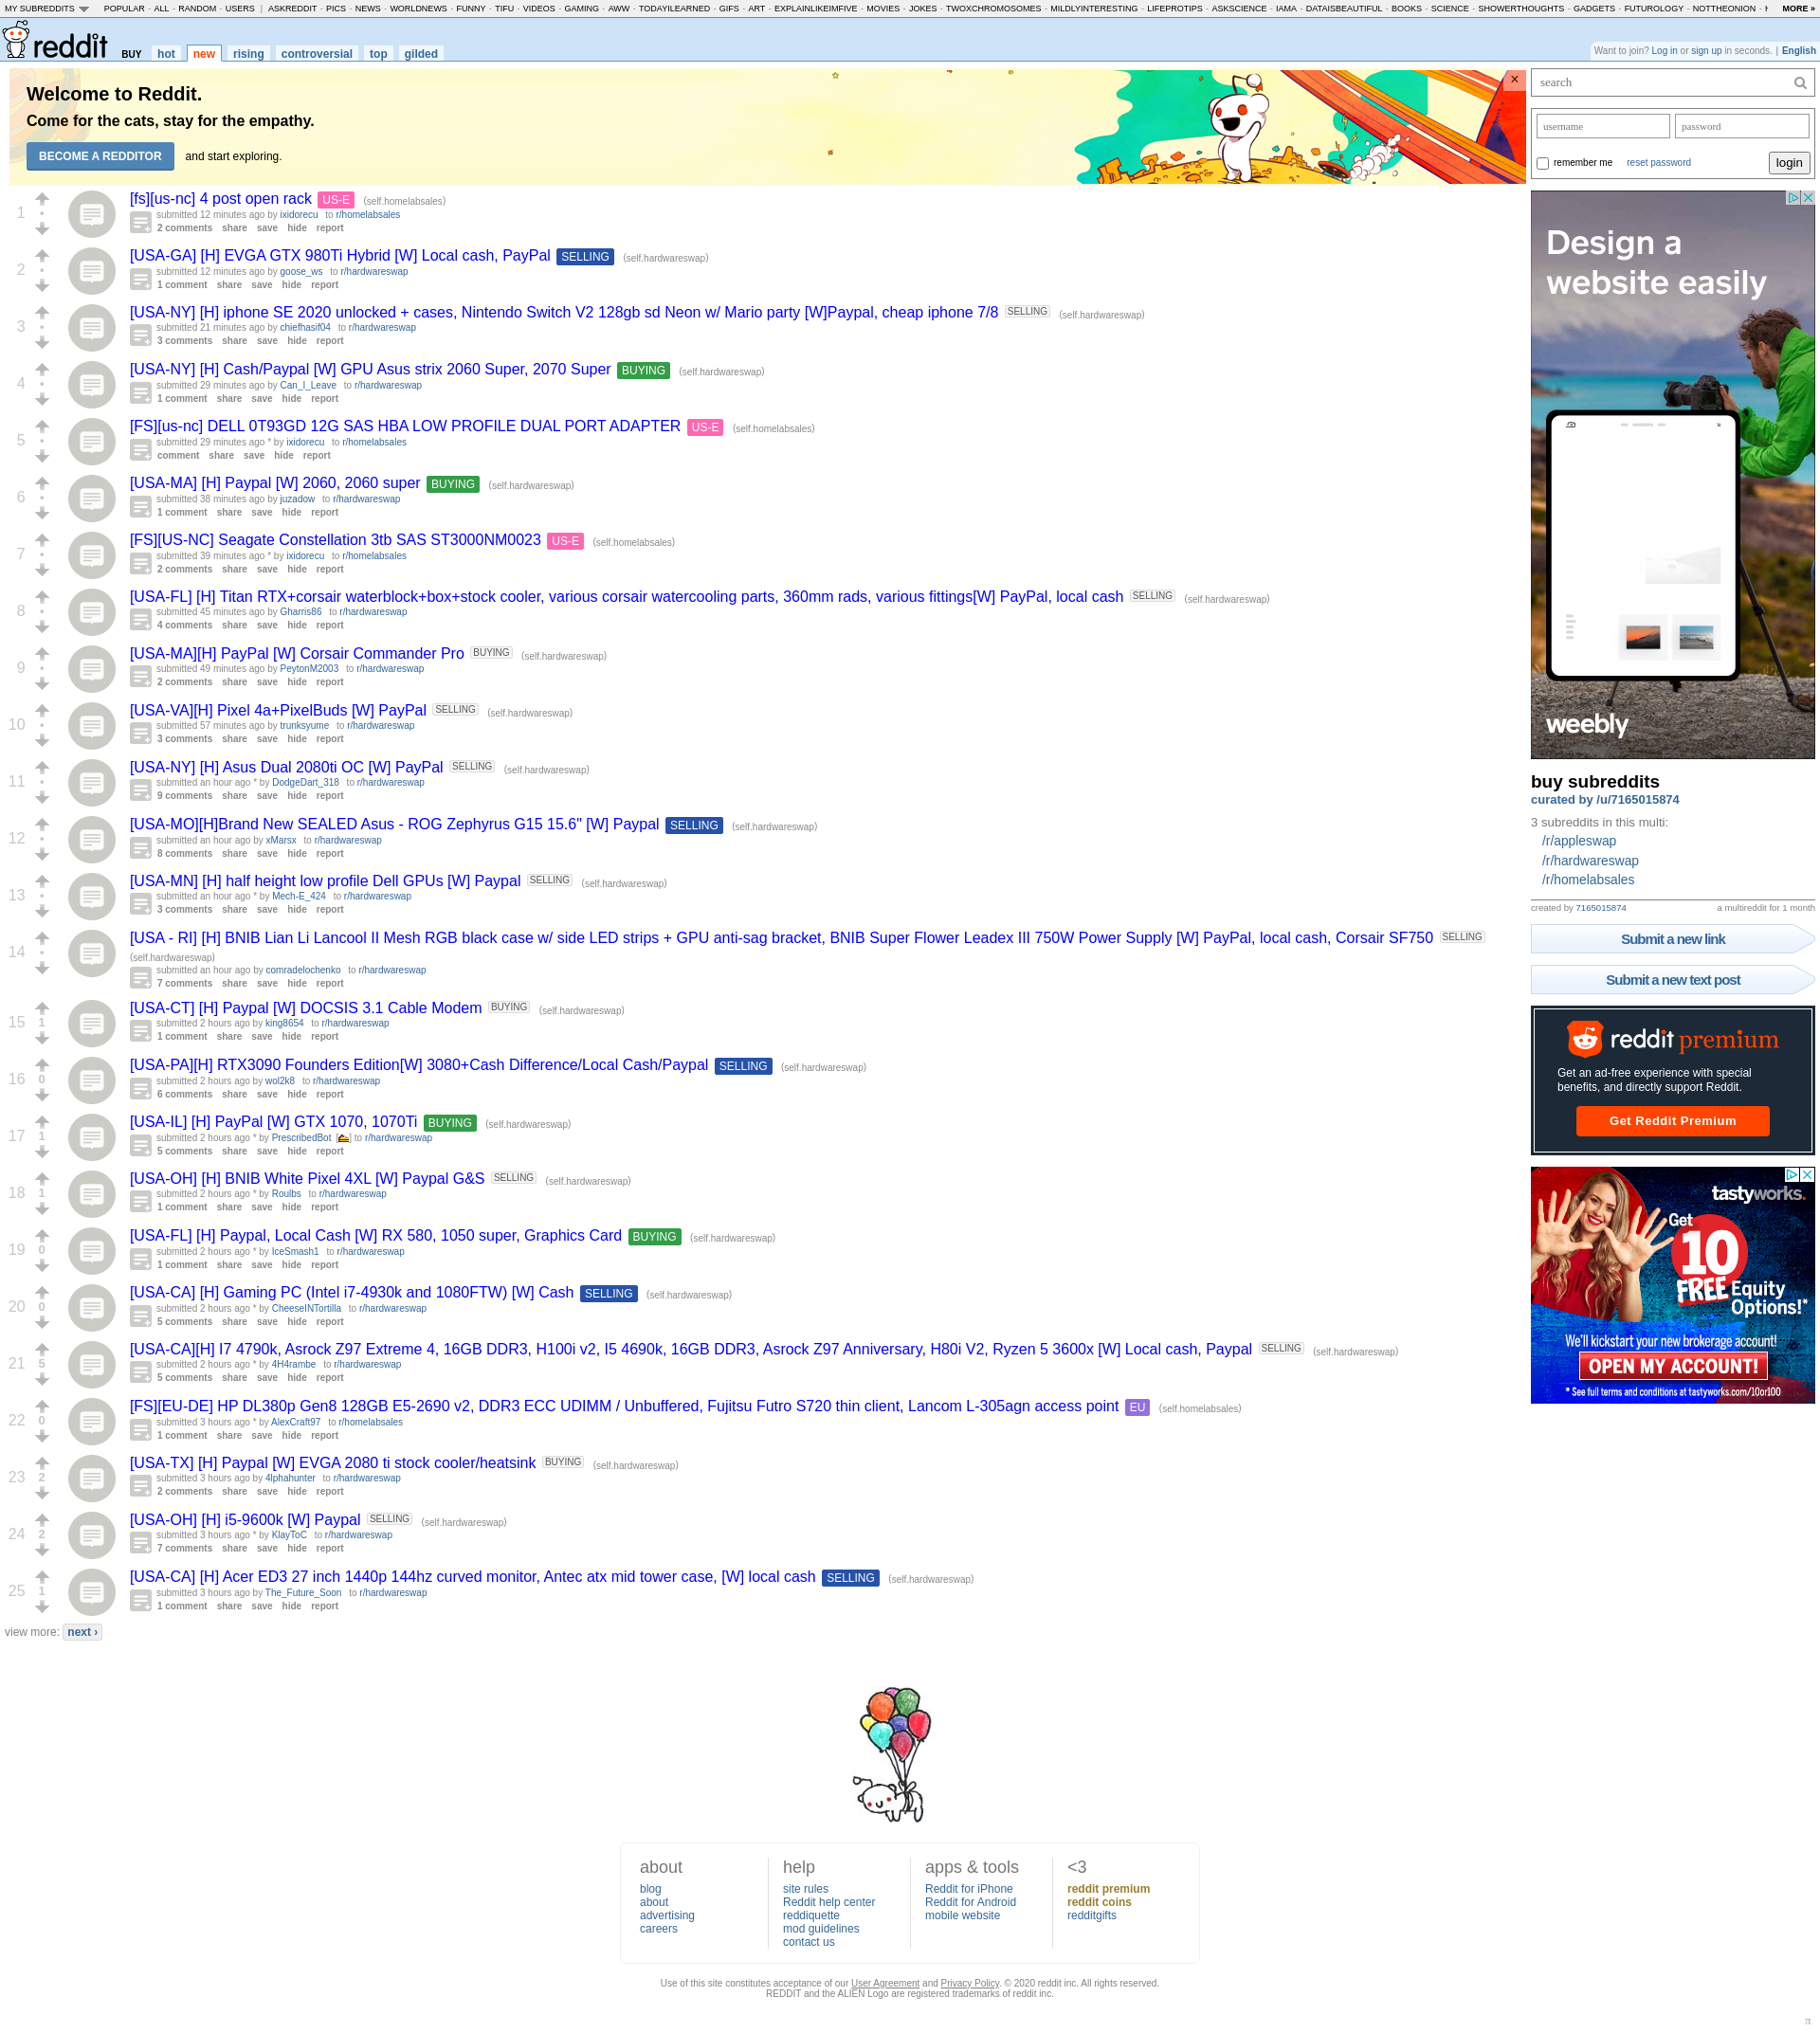 MY SUBREDDITS POPULAR - ALL - RANDOM - USERS | ASKREDDIT - PICS - NEWS - WORLDNEWS - FUNNY - TIFU - VIDEOS - GAMING - AWW - TODAYILEARNED - GIFS - ART - EXPLAINLIKEIMFIVE - MOVIES - JOKES - TWOXCHROMOSOMES - MILDLYINTERESTING - LIFEPROTIPS - ASKSCIENCE - IAMA - DATAISBEAUTIFUL - BOOKS - SCIENCE - SHOWERTHOUGHTS - GADGETS - FUTUROLOGY - NOTTHEONION - MORE »
reddit BUY hot new rising controversial top gilded
Want to join? Log in or sign up in seconds. | English
Welcome to Reddit.
Come for the cats, stay for the empathy.
BECOME A REDDITOR and start exploring.
×
1
[fs][us-nc] 4 post open rack US-E (self.homelabsales)
submitted 12 minutes ago by ixidorecu to r/homelabsales
2 comments share save hide report
2
[USA-GA] [H] EVGA GTX 980Ti Hybrid [W] Local cash, PayPal SELLING (self.hardwareswap)
submitted 12 minutes ago by goose_ws to r/hardwareswap
1 comment share save hide report
3
[USA-NY] [H] iphone SE 2020 unlocked + cases, Nintendo Switch V2 128gb sd Neon w/ Mario party [W]Paypal, cheap iphone 7/8 SELLING (self.hardwareswap)
submitted 21 minutes ago by chiefhasif04 to r/hardwareswap
3 comments share save hide report
4
[USA-NY] [H] Cash/Paypal [W] GPU Asus strix 2060 Super, 2070 Super BUYING (self.hardwareswap)
submitted 29 minutes ago by Can_I_Leave to r/hardwareswap
1 comment share save hide report
5
[FS][us-nc] DELL 0T93GD 12G SAS HBA LOW PROFILE DUAL PORT ADAPTER US-E (self.homelabsales)
submitted 29 minutes ago * by ixidorecu to r/homelabsales
comment share save hide report
6
[USA-MA] [H] Paypal [W] 2060, 2060 super BUYING (self.hardwareswap)
submitted 38 minutes ago by juzadow to r/hardwareswap
1 comment share save hide report
7
[FS][US-NC] Seagate Constellation 3tb SAS ST3000NM0023 US-E (self.homelabsales)
submitted 39 minutes ago * by ixidorecu to r/homelabsales
2 comments share save hide report
8
[USA-FL] [H] Titan RTX+corsair waterblock+box+stock cooler, various corsair watercooling parts, 360mm rads, various fittings[W] PayPal, local cash SELLING (self.hardwareswap)
submitted 45 minutes ago by Gharris86 to r/hardwareswap
4 comments share save hide report
9
[USA-MA][H] PayPal [W] Corsair Commander Pro BUYING (self.hardwareswap)
submitted 49 minutes ago by PeytonM2003 to r/hardwareswap
2 comments share save hide report
10
[USA-VA][H] Pixel 4a+PixelBuds [W] PayPal SELLING (self.hardwareswap)
submitted 57 minutes ago by trunksyume to r/hardwareswap
3 comments share save hide report
11
[USA-NY] [H] Asus Dual 2080ti OC [W] PayPal SELLING (self.hardwareswap)
submitted an hour ago * by DodgeDart_318 to r/hardwareswap
9 comments share save hide report
12
[USA-MO][H]Brand New SEALED Asus - ROG Zephyrus G15 15.6" [W] Paypal SELLING (self.hardwareswap)
submitted an hour ago by xMarsx to r/hardwareswap
8 comments share save hide report
13
[USA-MN] [H] half height low profile Dell GPUs [W] Paypal SELLING (self.hardwareswap)
submitted an hour ago * by Mech-E_424 to r/hardwareswap
3 comments share save hide report
14
[USA - RI] [H] BNIB Lian Li Lancool II Mesh RGB black case w/ side LED strips + GPU anti-sag bracket, BNIB Super Flower Leadex III 750W Power Supply [W] PayPal, local cash, Corsair SF750 SELLING
(self.hardwareswap)
submitted an hour ago by comradelochenko to r/hardwareswap
7 comments share save hide report
15 1
[USA-CT] [H] Paypal [W] DOCSIS 3.1 Cable Modem BUYING (self.hardwareswap)
submitted 2 hours ago by king8654 to r/hardwareswap
1 comment share save hide report
16 0
[USA-PA][H] RTX3090 Founders Edition[W] 3080+Cash Difference/Local Cash/Paypal SELLING (self.hardwareswap)
submitted 2 hours ago by wol2k8 to r/hardwareswap
6 comments share save hide report
17 1
[USA-IL] [H] PayPal [W] GTX 1070, 1070Ti BUYING (self.hardwareswap)
submitted 2 hours ago * by PrescribedBot [] to r/hardwareswap
5 comments share save hide report
18 1
[USA-OH] [H] BNIB White Pixel 4XL [W] Paypal G&S SELLING (self.hardwareswap)
submitted 2 hours ago * by Roulbs to r/hardwareswap
1 comment share save hide report
19 0
[USA-FL] [H] Paypal, Local Cash [W] RX 580, 1050 super, Graphics Card BUYING (self.hardwareswap)
submitted 2 hours ago * by IceSmash1 to r/hardwareswap
1 comment share save hide report
20 0
[USA-CA] [H] Gaming PC (Intel i7-4930k and 1080FTW) [W] Cash SELLING (self.hardwareswap)
submitted 2 hours ago * by CheeseINTortilla to r/hardwareswap
5 comments share save hide report
21 5
[USA-CA][H] I7 4790k, Asrock Z97 Extreme 4, 16GB DDR3, H100i v2, I5 4690k, 16GB DDR3, Asrock Z97 Anniversary, H80i V2, Ryzen 5 3600x [W] Local cash, Paypal SELLING (self.hardwareswap)
submitted 2 hours ago * by 4H4rambe to r/hardwareswap
5 comments share save hide report
22 0
[FS][EU-DE] HP DL380p Gen8 128GB E5-2690 v2, DDR3 ECC UDIMM / Unbuffered, Fujitsu Futro S720 thin client, Lancom L-305agn access point EU (self.homelabsales)
submitted 3 hours ago * by AlexCraft97 to r/homelabsales
1 comment share save hide report
23 2
[USA-TX] [H] Paypal [W] EVGA 2080 ti stock cooler/heatsink BUYING (self.hardwareswap)
submitted 3 hours ago by 4lphahunter to r/hardwareswap
2 comments share save hide report
24 2
[USA-OH] [H] i5-9600k [W] Paypal SELLING (self.hardwareswap)
submitted 3 hours ago * by KlayToC to r/hardwareswap
7 comments share save hide report
25 1
[USA-CA] [H] Acer ED3 27 inch 1440p 144hz curved monitor, Antec atx mid tower case, [W] local cash SELLING (self.hardwareswap)
submitted 3 hours ago by The_Future_Soon to r/hardwareswap
1 comment share save hide report
view more: next ›
search
username password
remember me reset password login
Design a
website easily
weebly
buy subreddits
curated by /u/7165015874
3 subreddits in this multi:
/r/appleswap
/r/hardwareswap
/r/homelabsales
created by 7165015874 a multireddit for 1 month
Submit a new link
Submit a new text post
reddit premium
Get an ad-free experience with special
benefits, and directly support Reddit.
Get Reddit Premium
tastyworks.
Get
10
FREE Equity
Options!*
We'll kickstart your new brokerage account!
OPEN MY ACCOUNT!
* See full terms and conditions at tastyworks.com/10or100
about
blog
about
advertising
careers
help
site rules
Reddit help center
reddiquette
mod guidelines
contact us
apps & tools
Reddit for iPhone
Reddit for Android
mobile website
<3
reddit premium
reddit coins
redditgifts
Use of this site constitutes acceptance of our User Agreement and Privacy Policy. © 2020 reddit inc. All rights reserved.
REDDIT and the ALIEN Logo are registered trademarks of reddit inc.
π